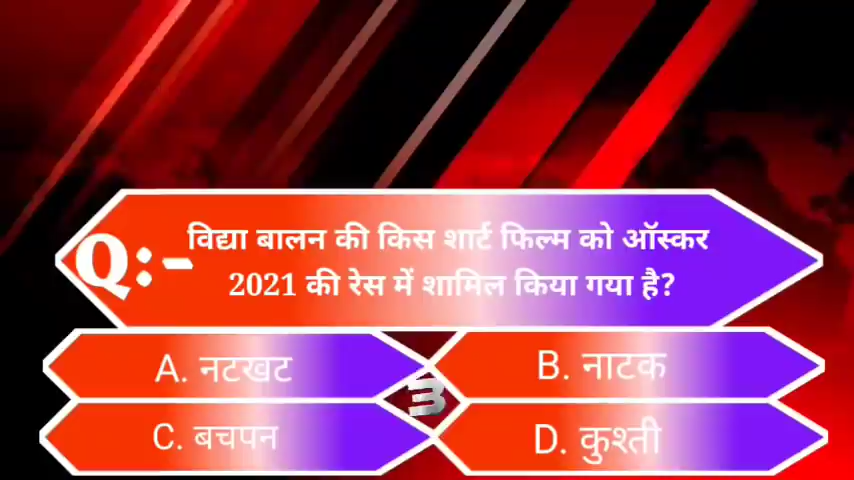 Q:- विद्या बालन की किस शार्ट फिल्म को ऑस्कर
2021 की रेस में शामिल किया गया है?
A. नटखट
B. नाटक
3
C. बचपन
D. कुश्ती